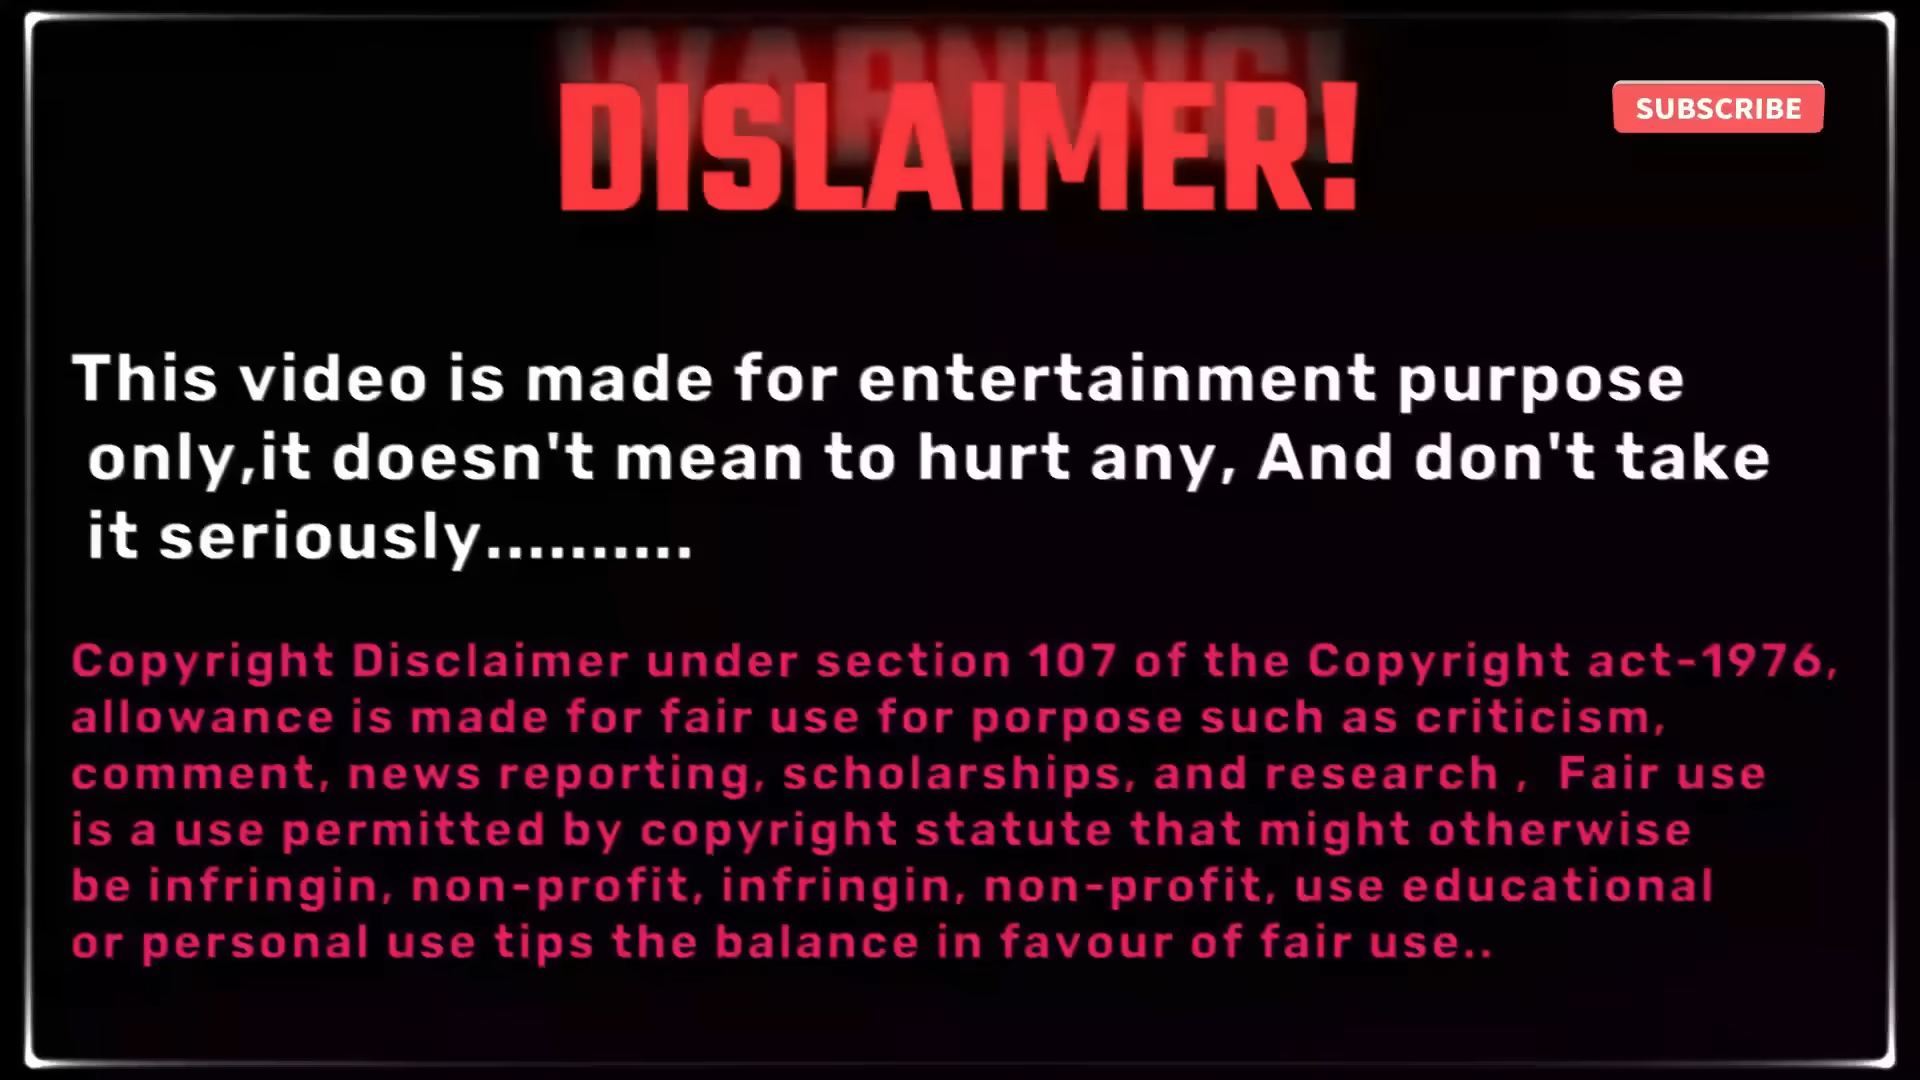 WARNING!
DISLAIMER!
SUBSCRIBE
This video is made for entertainment purpose
only,it doesn't mean to hurt any, And don't take
it seriously..........
Copyright Disclaimer under section 107 of the Copyright act-1976,
allowance is made for fair use for porpose such as criticism,
comment, news reporting, scholarships, and research , Fair use
is a use permitted by copyright statute that might otherwise
be infringin, non-profit, infringin, non-profit, use educational
or personal use tips the balance in favour of fair use..